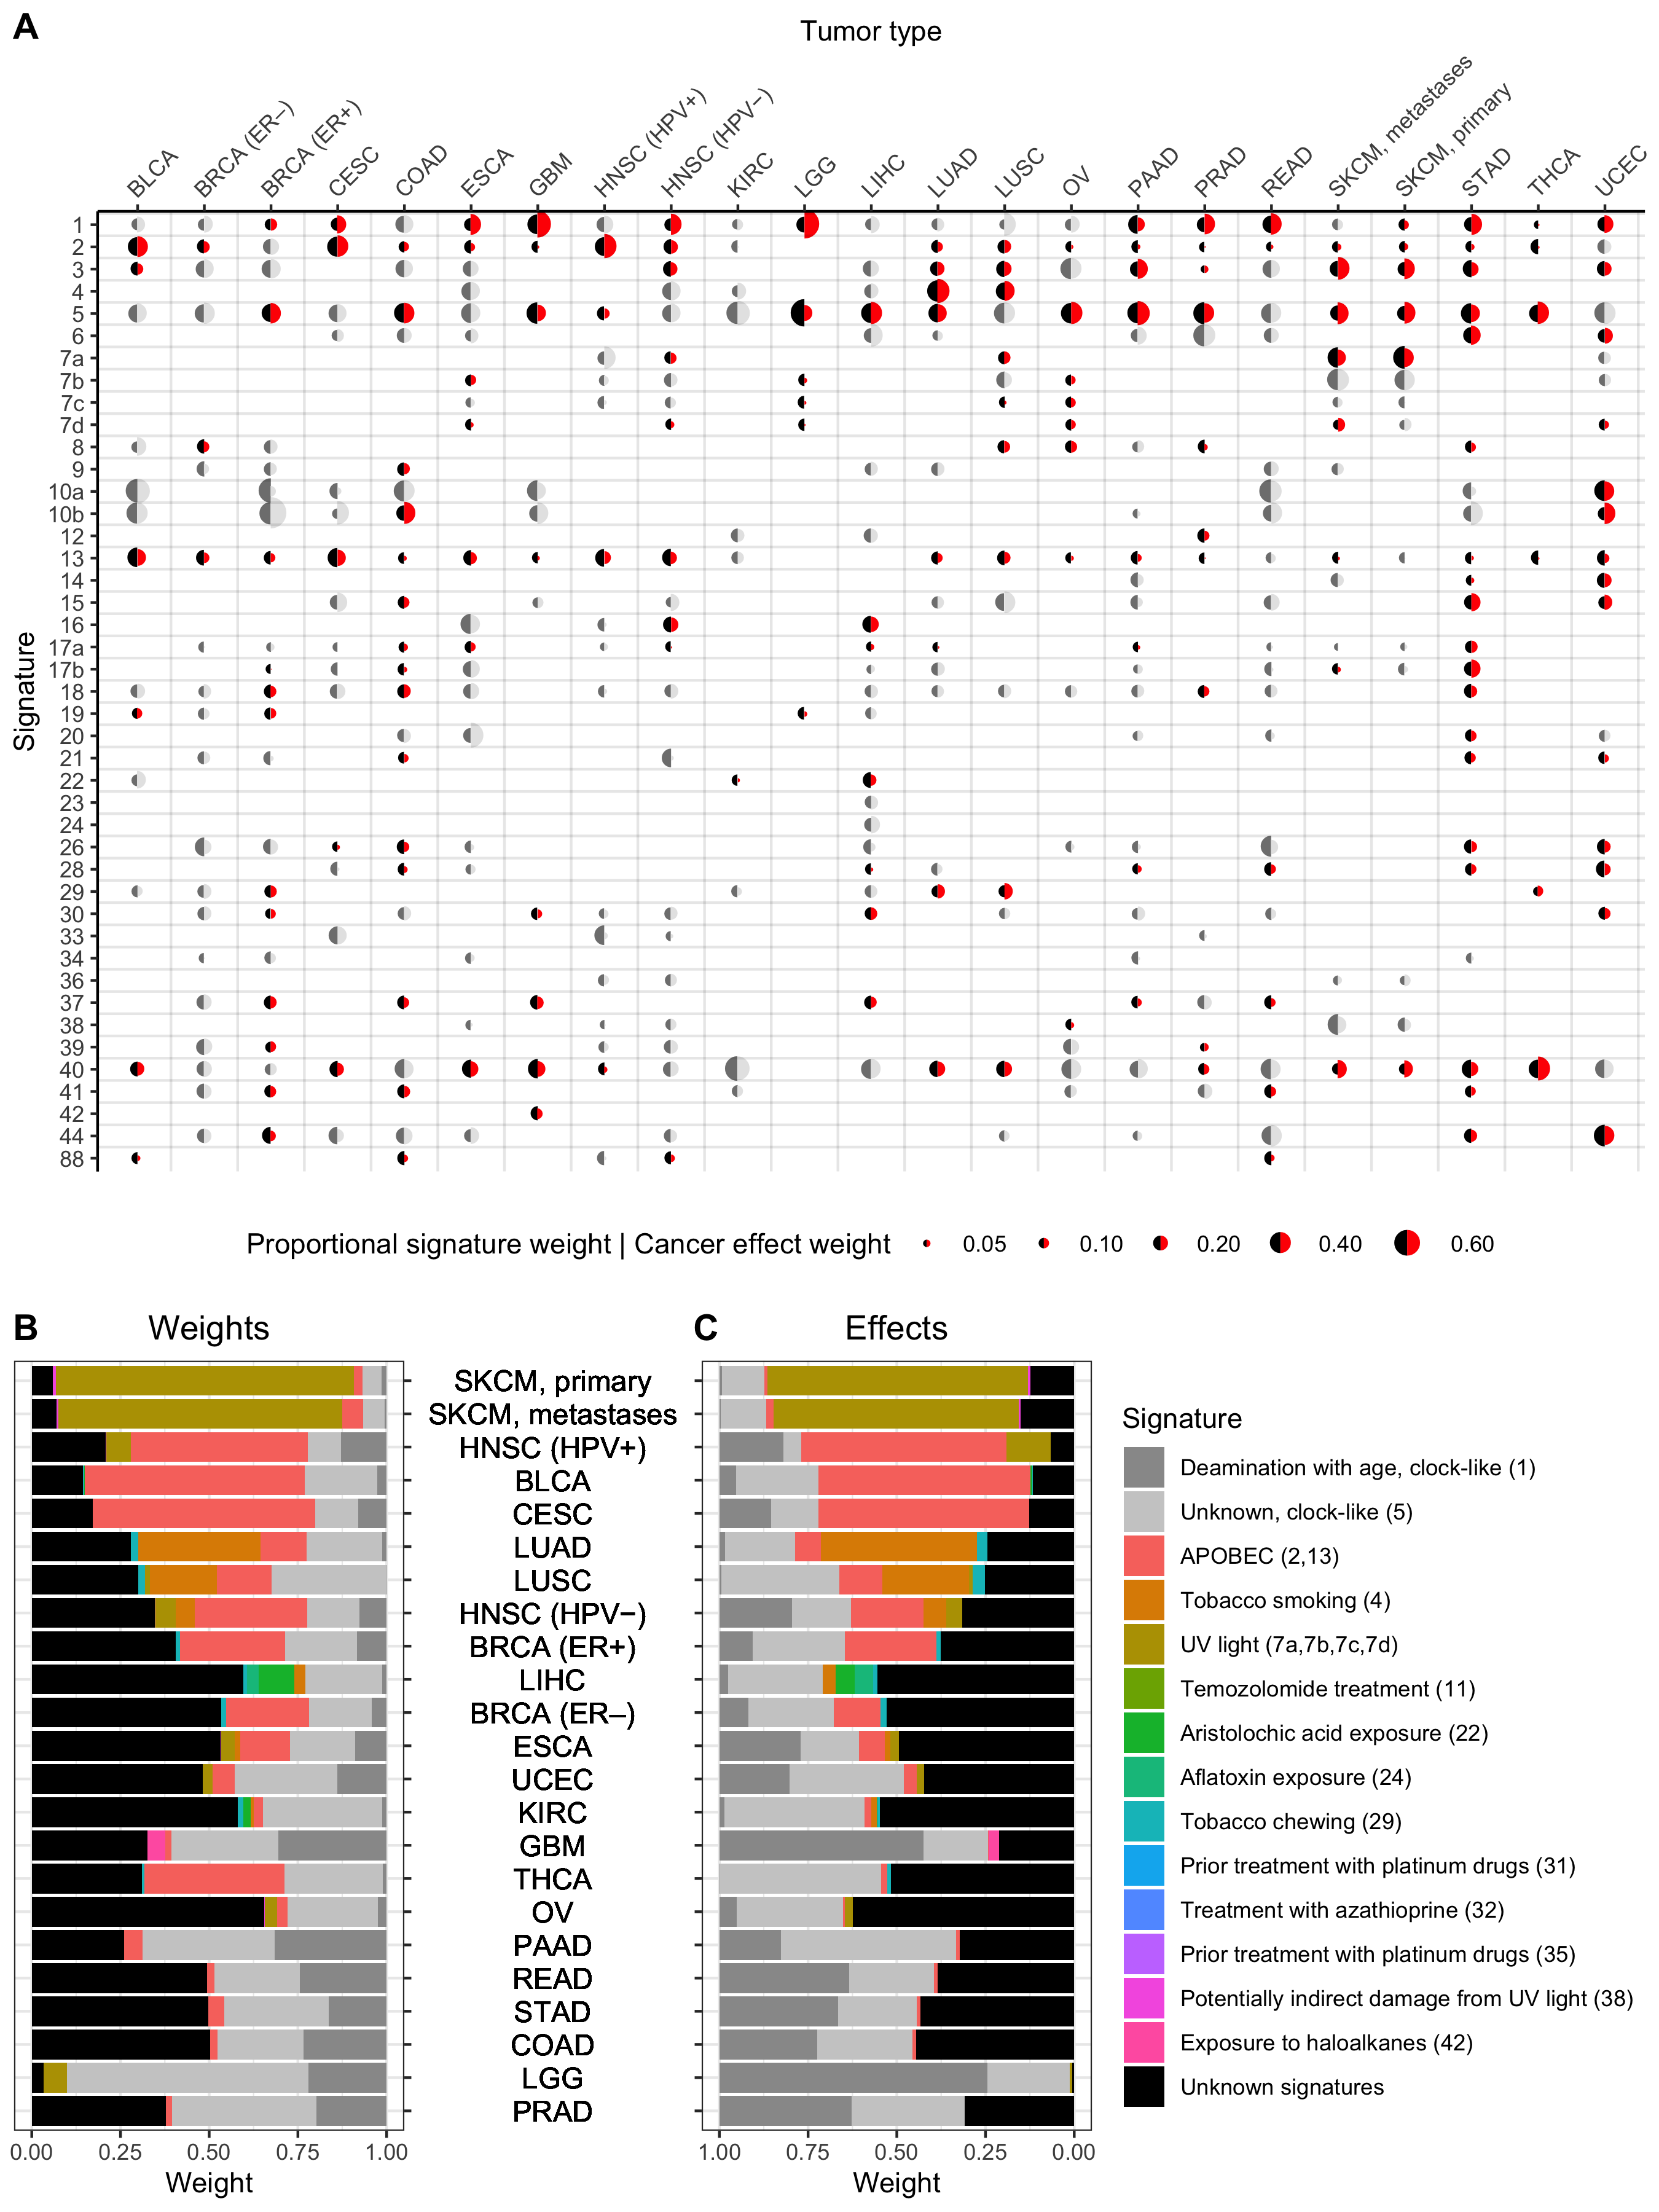 A
Tumor type
BLCA
BRCA (ER−)
BRCA (ER+)
CESC
COAD
ESCA
GBM
HNSC (HPV+)
HNSC (HPV−)
KIRC
LGG
LIHC
LUAD
LUSC
OV
PAAD
PRAD
READ
SKCM, metastases
SKCM, primary
STAD
THCA
UCEC
Signature
1
2
3
4
5
6
7a
7b
7c
7d
8
9
10a
10b
12
13
14
15
16
17a
17b
18
19
20
21
22
23
24
26
28
29
30
33
34
36
37
38
39
40
41
42
44
88
Proportional signature weight | Cancer effect weight 0.05 0.10 0.20 0.40 0.60
B Weights
C Effects
SKCM, primary
SKCM, metastases
HNSC (HPV+)
BLCA
CESC
LUAD
LUSC
HNSC (HPV−)
BRCA (ER+)
LIHC
BRCA (ER−)
ESCA
UCEC
KIRC
GBM
THCA
OV
PAAD
READ
STAD
COAD
LGG
PRAD
0.00 0.25 0.50 0.75 1.00
Weight
1.00 0.75 0.50 0.25 0.00
Weight
Signature
Deamination with age, clock-like (1)
Unknown, clock-like (5)
APOBEC (2,13)
Tobacco smoking (4)
UV light (7a,7b,7c,7d)
Temozolomide treatment (11)
Aristolochic acid exposure (22)
Aflatoxin exposure (24)
Tobacco chewing (29)
Prior treatment with platinum drugs (31)
Treatment with azathioprine (32)
Prior treatment with platinum drugs (35)
Potentially indirect damage from UV light (38)
Exposure to haloalkanes (42)
Unknown signatures